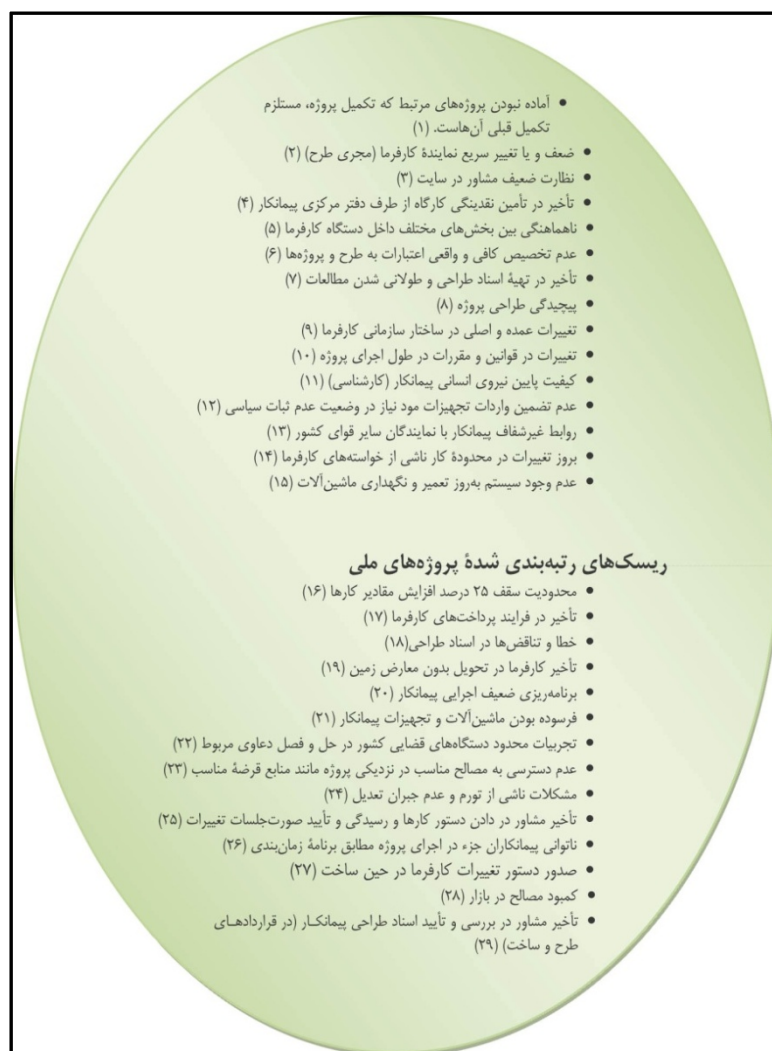 • آماده نبودن پروژه‌های مرتبط که تکمیل پروژه، مستلزم
تکمیل قبلی آن‌هاست. (۱)
• ضعف و یا تغییر سریع نمایندۀ کارفرما (مجری طرح) (۲)
• نظارت ضعیف مشاور در سایت (۳)
• تأخیر در تأمین نقدینگی کارگاه از طرف دفتر مرکزی پیمانکار (۴)
• ناهماهنگی بین بخش‌های مختلف داخل دستگاه کارفرما (۵)
• عدم تخصیص کافی و واقعی اعتبارات به طرح و پروژه‌ها (۶)
• تأخیر در تهیۀ اسناد طراحی و طولانی شدن مطالعات (۷)
• پیچیدگی طراحی پروژه (۸)
• تغییرات عمده و اصلی در ساختار سازمانی کارفرما (۹)
• تغییرات در قوانین و مقررات در طول اجرای پروژه (۱۰)
• کیفیت پایین نیروی انسانی پیمانکار (کارشناسی) (۱۱)
• عدم تضمین واردات تجهیزات مود نیاز در وضعیت عدم ثبات سیاسی (۱۲)
• روابط غیرشفاف پیمانکار با نمایندگان سایر قوای کشور (۱۳)
• بروز تغییرات در محدودۀ کار ناشی از خواسته‌های کارفرما (۱۴)
• عدم وجود سیستم به‌روز تعمیر و نگهداری ماشین‌آلات (۱۵)
ریسک‌های رتبه‌بندی شدۀ پروژه‌های ملی
• محدودیت سقف ۲۵ درصد افزایش مقادیر کارها (۱۶)
• تأخیر در فرایند پرداخت‌های کارفرما (۱۷)
• خطا و تناقض‌ها در اسناد طراحی(۱۸)
• تأخیر کارفرما در تحویل بدون معارض زمین (۱۹)
• برنامه‌ریزی ضعیف اجرایی پیمانکار (۲۰)
• فرسوده بودن ماشین‌آلات و تجهیزات پیمانکار (۲۱)
• تجربیات محدود دستگاه‌های قضایی کشور در حل و فصل دعاوی مربوط (۲۲)
• عدم دسترسی به مصالح مناسب در نزدیکی پروژه مانند منابع قرضۀ مناسب (۲۳)
• مشکلات ناشی از تورم و عدم جبران تعدیل (۲۴)
• تأخیر مشاور در دادن دستور کارها و رسیدگی و تأیید صورت‌جلسات تغییرات (۲۵)
• ناتوانی پیمانکاران جزء در اجرای پروژه مطابق برنامۀ زمان‌بندی (۲۶)
• صدور دستور تغییرات کارفرما در حین ساخت (۲۷)
• کمبود مصالح در بازار (۲۸)
• تأخیر مشاور در بررسی و تأیید اسناد طراحی پیمانکـار (در قراردادهـای
طرح و ساخت) (۲۹)